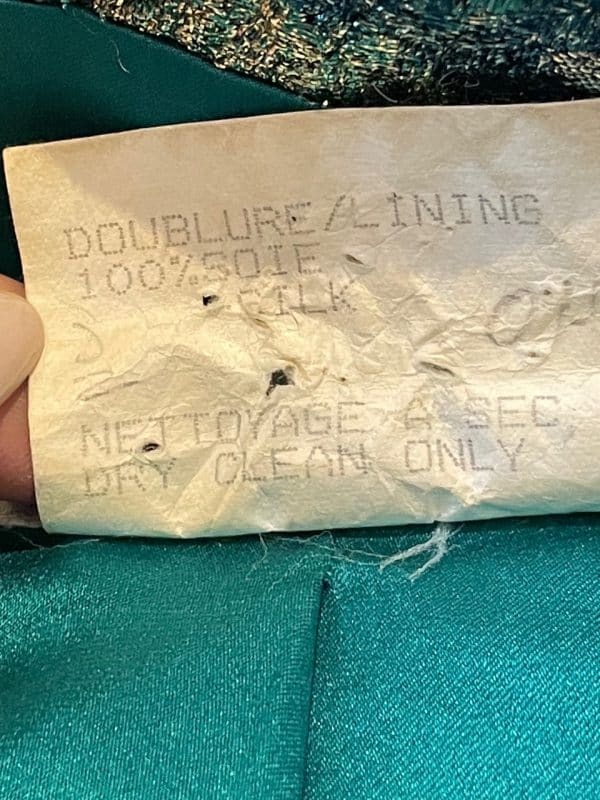 DOUBLURE/LINING
100%SOIE
SILK
NETTOYAGE A SEC
DRY CLEAN ONLY